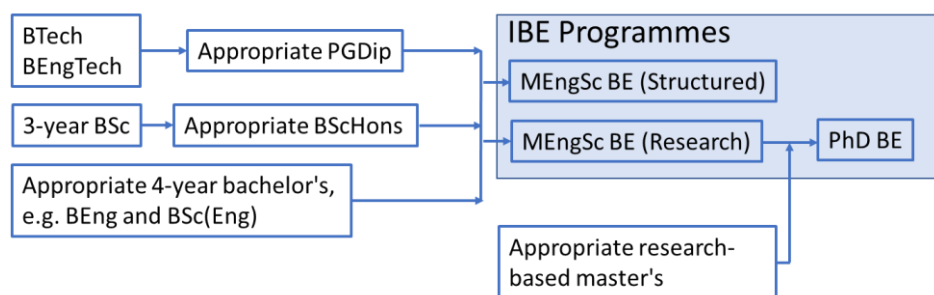 BTech
BEngTech
Appropriate PGDip
3-year BSc
Appropriate BScHons
Appropriate 4-year bachelor's,
e.g. BEng and BSc(Eng)
IBE Programmes
MEngSc BE (Structured)
MEngSc BE (Research)
PhD BE
Appropriate research-
based master's